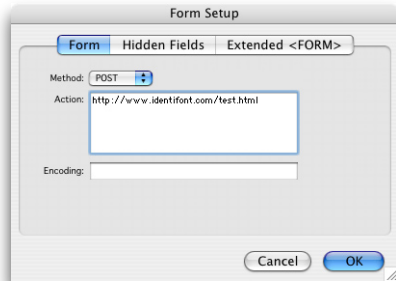 Form Setup
Form Hidden Fields Extended <FORM>
Method: POST
Action: http://www.identifont.com/test.html
Encoding:
Cancel OK